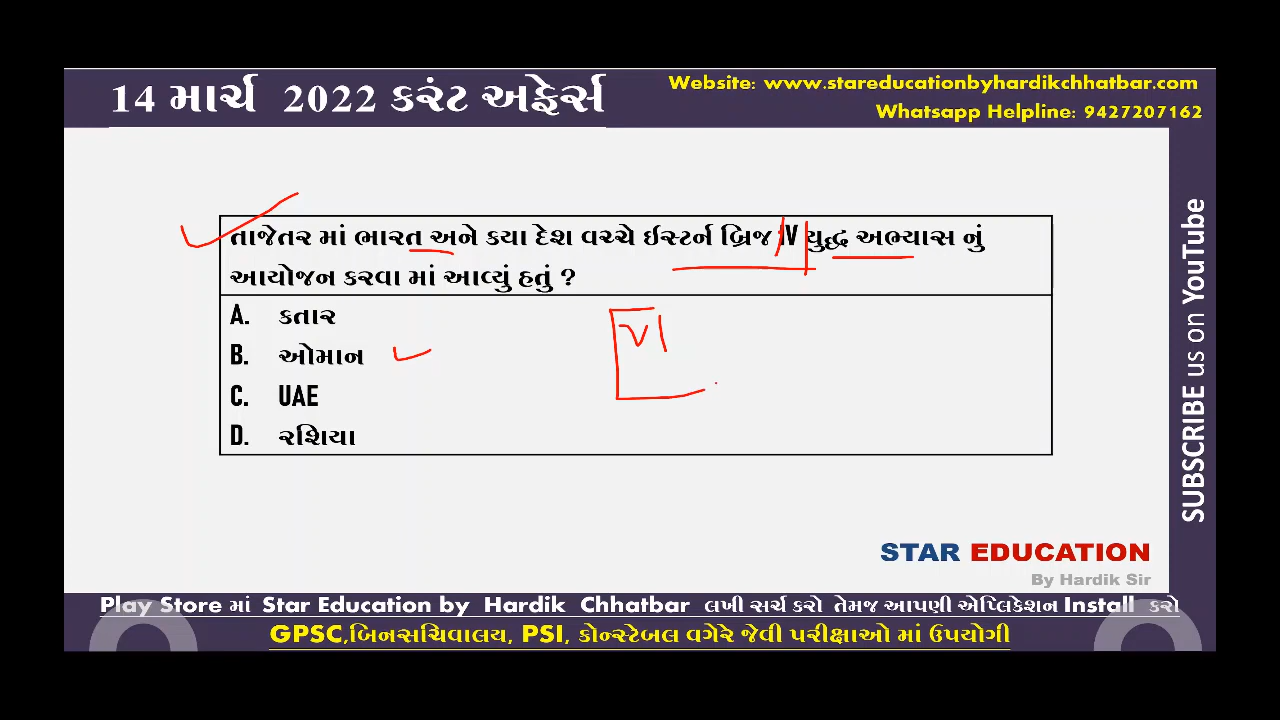 14 માર્ચ 2022 કરંટ અફેર્સ
Website: www.stareducationbyhardikchhatbar.com
Whatsapp Helpline: 9427207162
તાજેતર માં ભારત અને કયા દેશ વચ્ચે ઈસ્ટર્ન બ્રિજ IV યુદ્ધ અભ્યાસ નું
આયોજન કરવા માં આવ્યું હતું ?
A. કતાર
B. ઓમાન
C. UAE
D. રશિયા
VI
SUBSCRIBE us on YouTube
STAR EDUCATION
By Hardik Sir
Play Store માં Star Education by Hardik Chhatbar લખી સર્ચ કરો તેમજ આપણી એપ્લિકેશન Install કરો
GPSC,બિનસચિવાલય, PSI, કોન્સ્ટેબલ વગેરે જેવી પરીક્ષાઓ માં ઉપયોગી